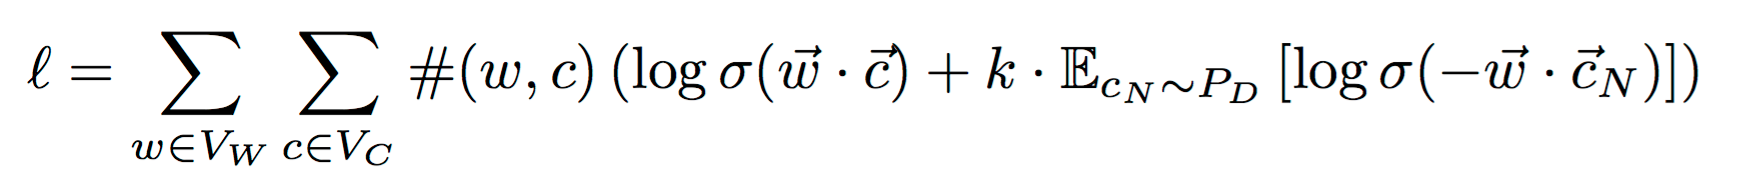 ℓ = ∑_{w∈V_W} ∑_{c∈V_C} #(w, c) (log σ(w⃗ · c⃗) + k · 𝔼_{c_N∼P_D} [log σ(−w⃗ · c⃗_N)])